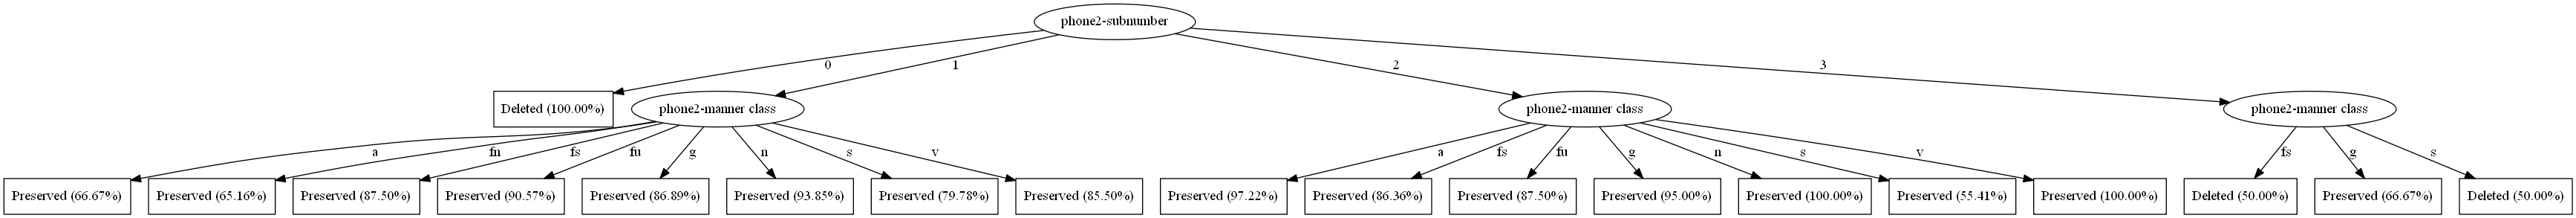 phone2-subnumber
0
1
2
3
Deleted (100.00%)
phone2-manner class
phone2-manner class
phone2-manner class
a
fn
fs
fu
g
n
s
v
a
fs
fu
g
n
s
v
fs
g
s
Preserved (66.67%)
Preserved (65.16%)
Preserved (87.50%)
Preserved (90.57%)
Preserved (86.89%)
Preserved (93.85%)
Preserved (79.78%)
Preserved (85.50%)
Preserved (97.22%)
Preserved (86.36%)
Preserved (87.50%)
Preserved (95.00%)
Preserved (100.00%)
Preserved (55.41%)
Preserved (100.00%)
Deleted (50.00%)
Preserved (66.67%)
Deleted (50.00%)